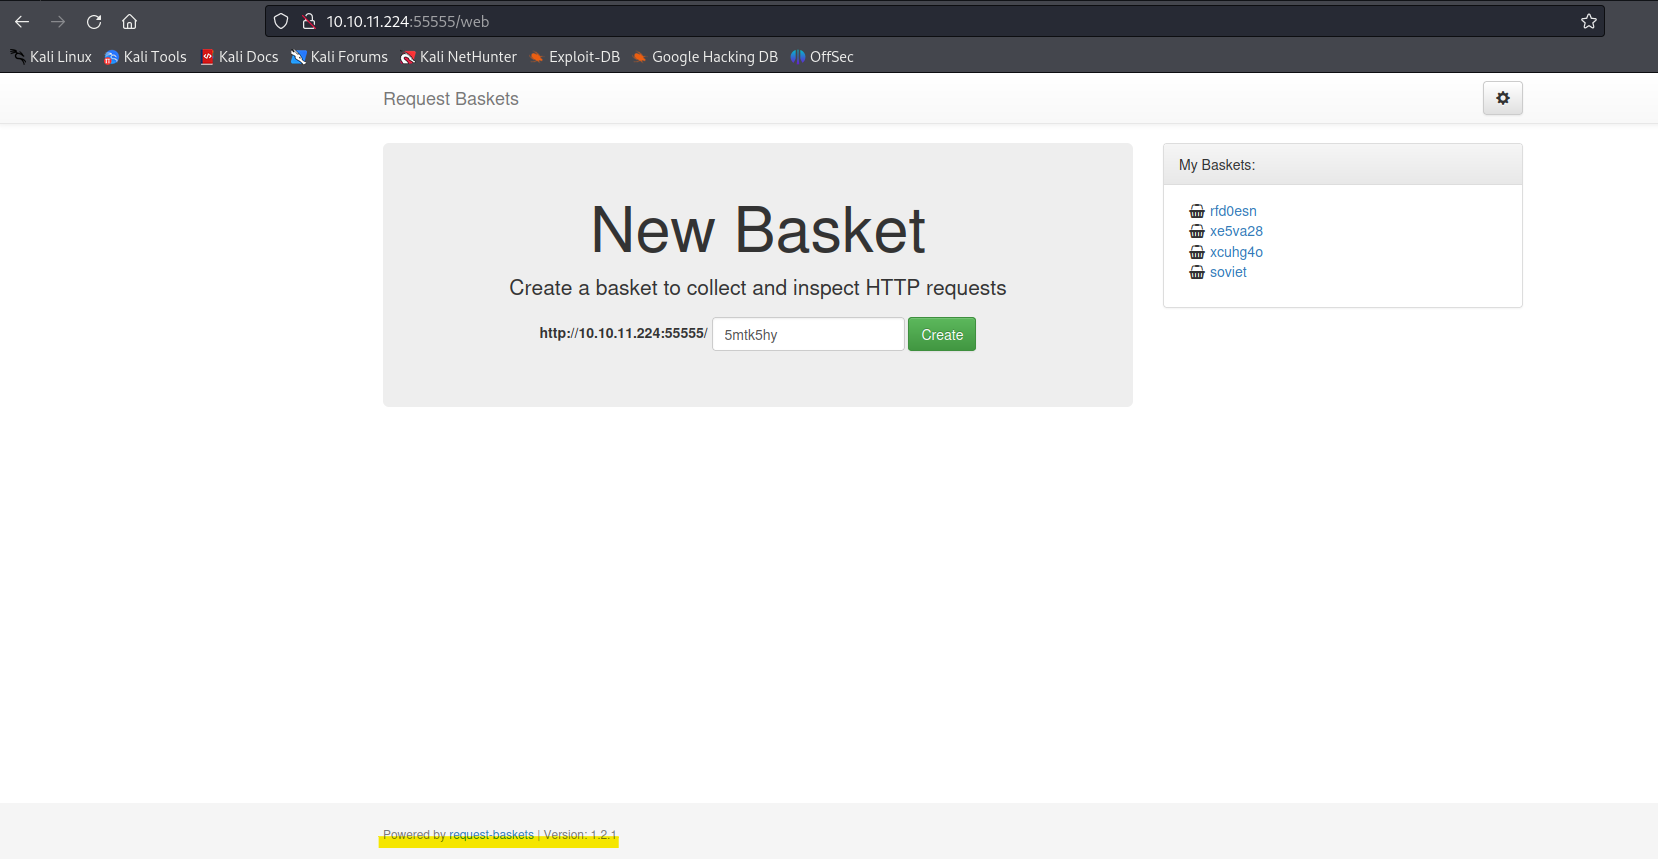 10.10.11.224:55555/web
Kali Linux Kali Tools Kali Docs Kali Forums Kali NetHunter Exploit-DB Google Hacking DB OffSec
Request Baskets
New Basket
Create a basket to collect and inspect HTTP requests
http://10.10.11.224:55555/ 5mtk5hy Create
My Baskets:
rfd0esn
xe5va28
xcuhg4o
soviet
Powered by request-baskets | Version: 1.2.1